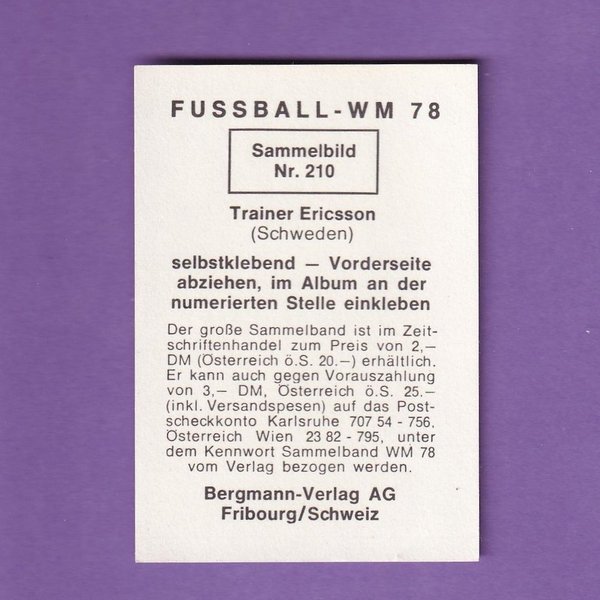 FUSSBALL-WM 78
Sammelbild
Nr. 210
Trainer Ericsson
(Schweden)
selbstklebend – Vorderseite
abziehen, im Album an der
numerierten Stelle einkleben
Der große Sammelband ist im Zeit-
schriftenhandel zum Preis von 2,–
DM (Österreich ö.S. 20.–) erhältlich.
Er kann auch gegen Vorauszahlung
von 3,– DM, Österreich ö.S. 25.–
(inkl. Versandspesen) auf das Post-
scheckkonto Karlsruhe 707 54 - 756,
Österreich Wien 23 82 - 795, unter
dem Kennwort Sammelband WM 78
vom Verlag bezogen werden.
Bergmann-Verlag AG
Fribourg/Schweiz